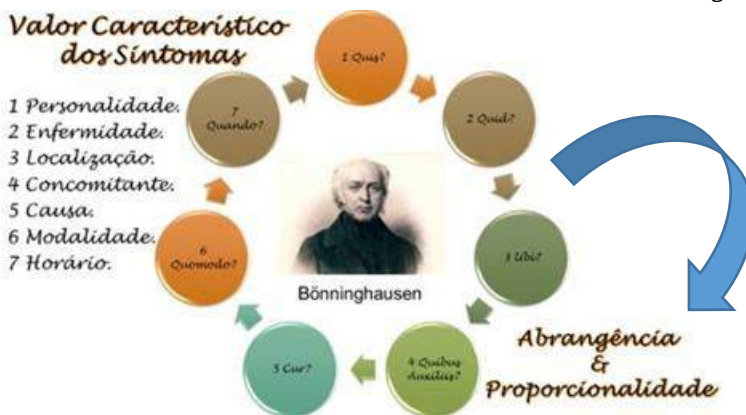 Valor Característico
dos Sintomas
1 Personalidade.
2 Enfermidade.
3 Localização.
4 Concomitante.
5 Causa.
6 Modalidade.
7 Horário.
1 Quis?
2 Quid?
3 Ubi?
4 Quibus
Auxiliis?
5 Cur?
6
Quomodo?
7
Quando?
Bönninghausen
Abrangência
&
Proporcionalidade